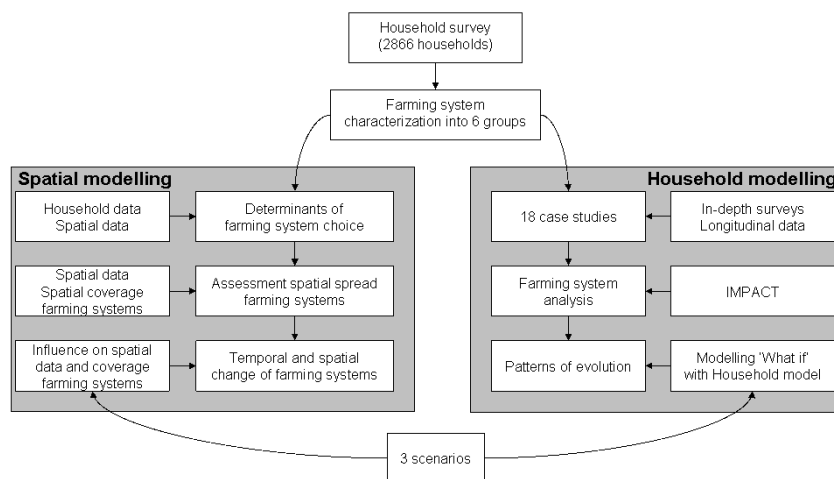 Household survey
(2866 households)
Farming system
characterization into 6 groups
Spatial modelling
Household data
Spatial data
Determinants of
farming system choice
Spatial data
Spatial coverage
farming systems
Assessment spatial spread
farming systems
Influence on spatial
data and coverage
farming systems
Temporal and spatial
change of farming systems
Household modelling
18 case studies
In-depth surveys
Longitudinal data
Farming system
analysis
IMPACT
Patterns of evolution
Modelling 'What if'
with Household model
3 scenarios